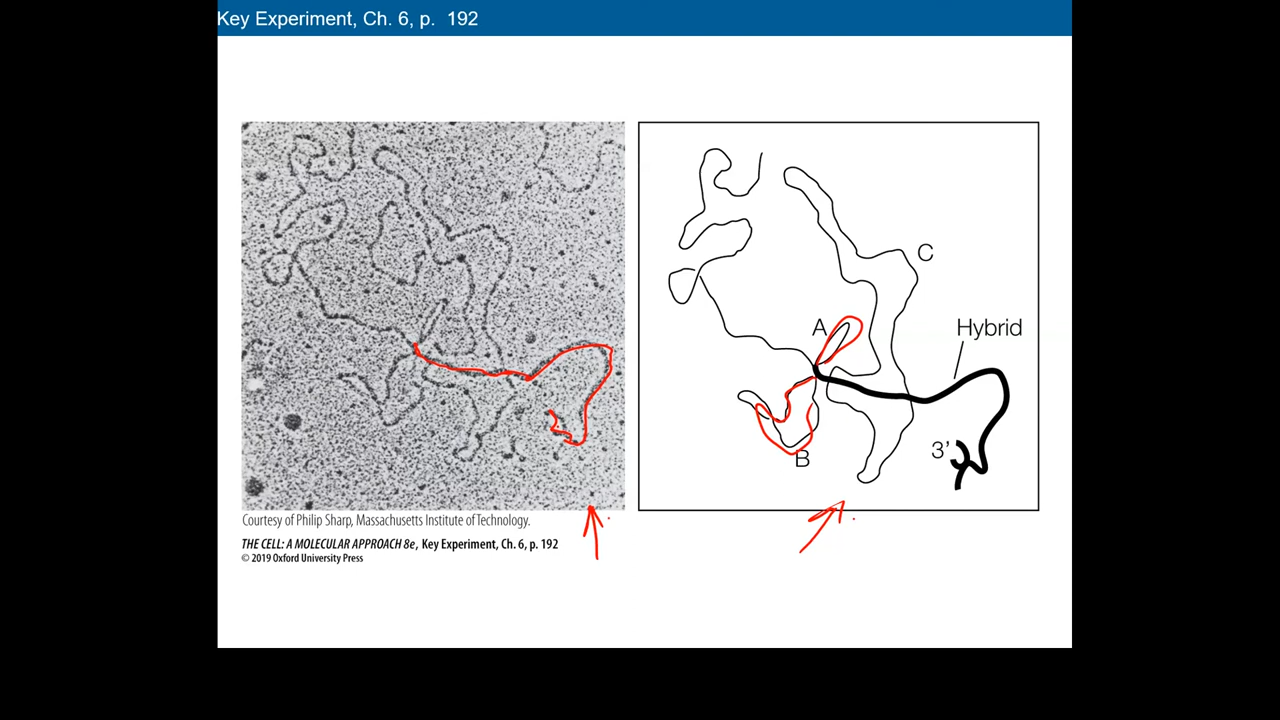 Key Experiment, Ch. 6, p. 192
C
A
Hybrid
3’
B
Courtesy of Philip Sharp, Massachusetts Institute of Technology.
THE CELL: A MOLECULAR APPROACH 8e, Key Experiment, Ch. 6, p. 192
© 2019 Oxford University Press